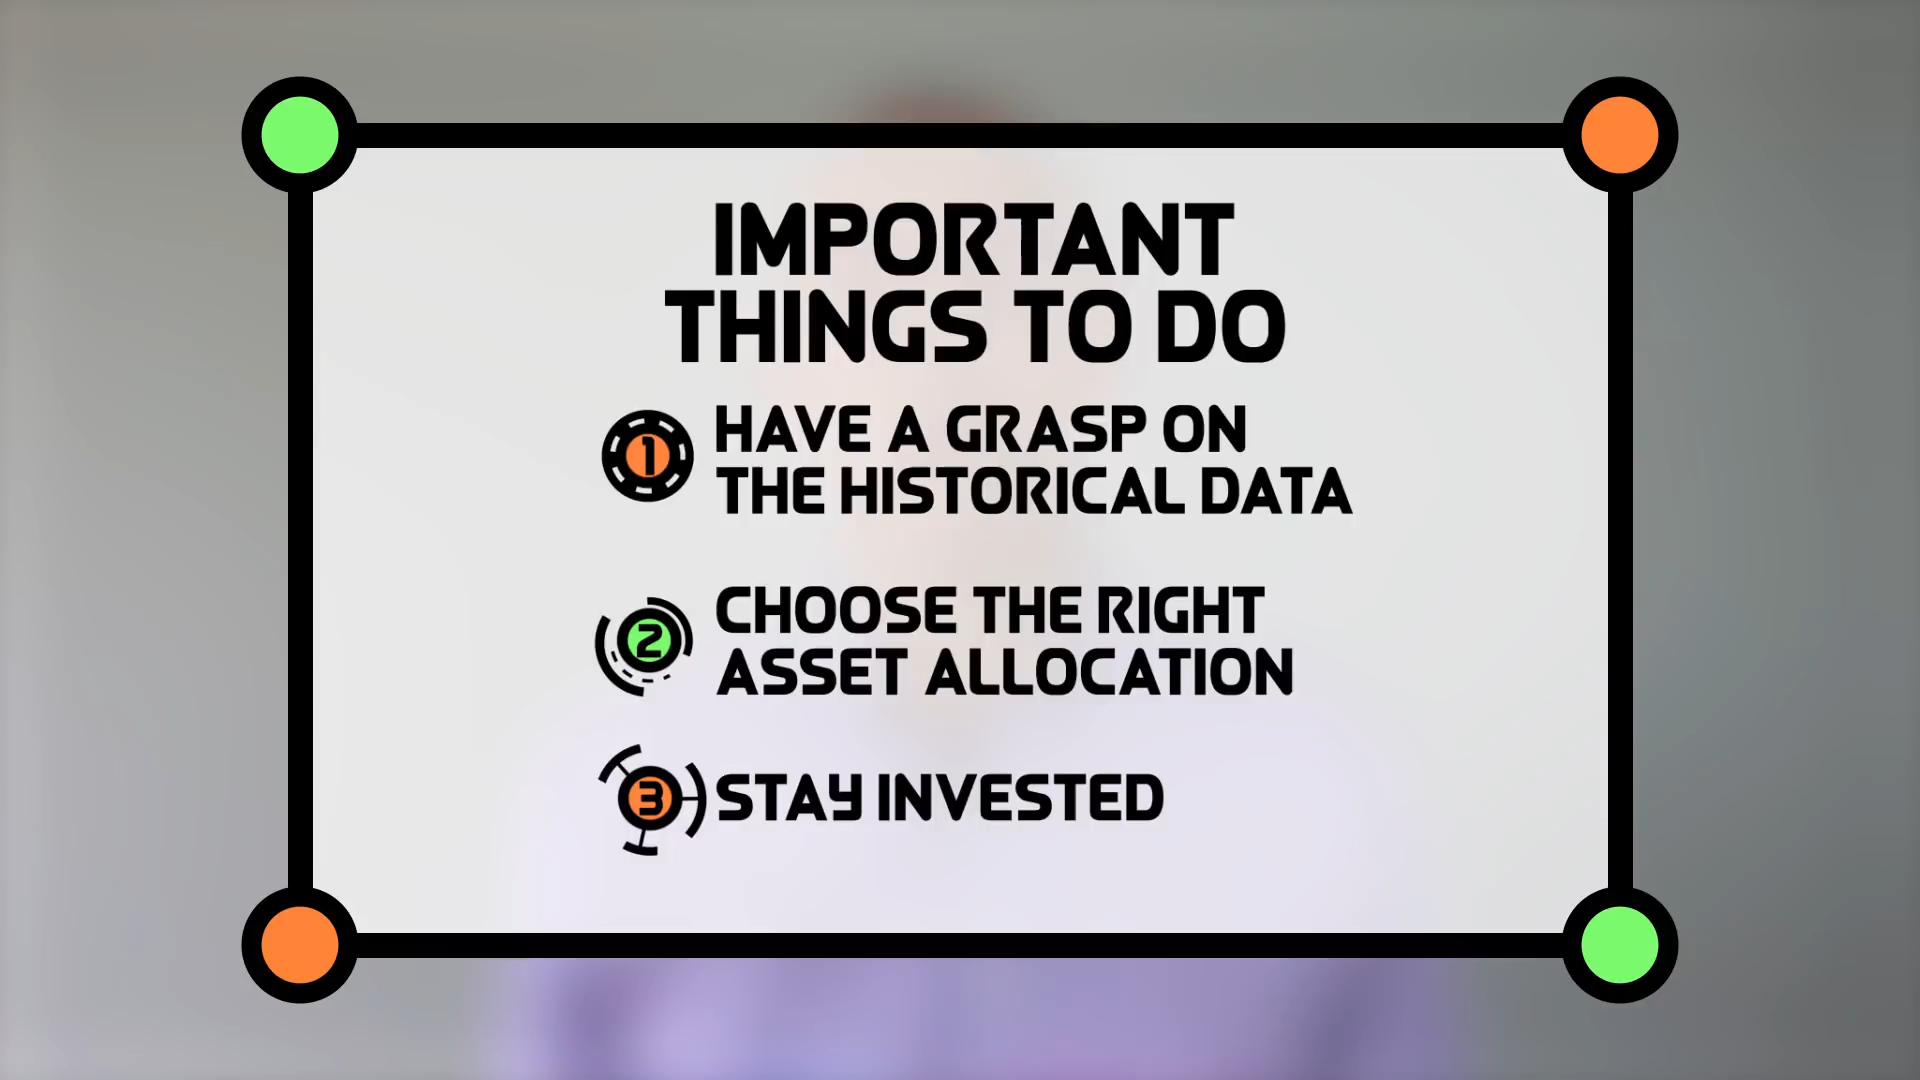 IMPORTANT
THINGS TO DO
1 HAVE A GRASP ON
THE HISTORICAL DATA
2 CHOOSE THE RIGHT
ASSET ALLOCATION
3 STAY INVESTED